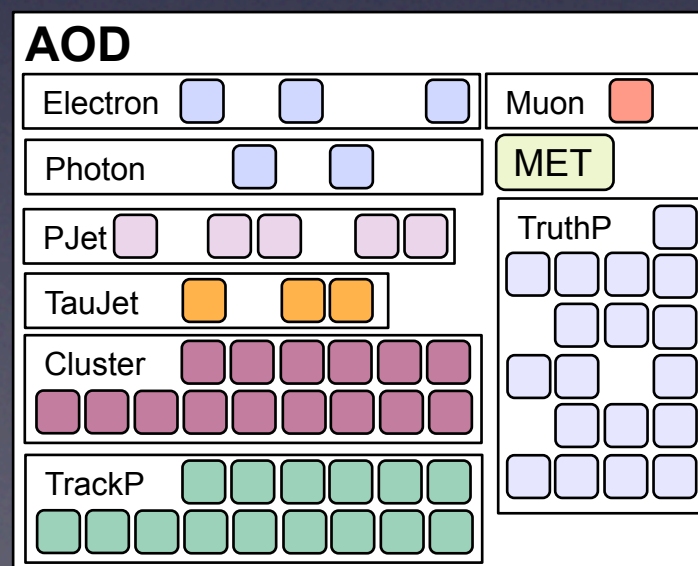 AOD
Electron
Muon
Photon
MET
PJet
TruthP
TauJet
Cluster
TrackP